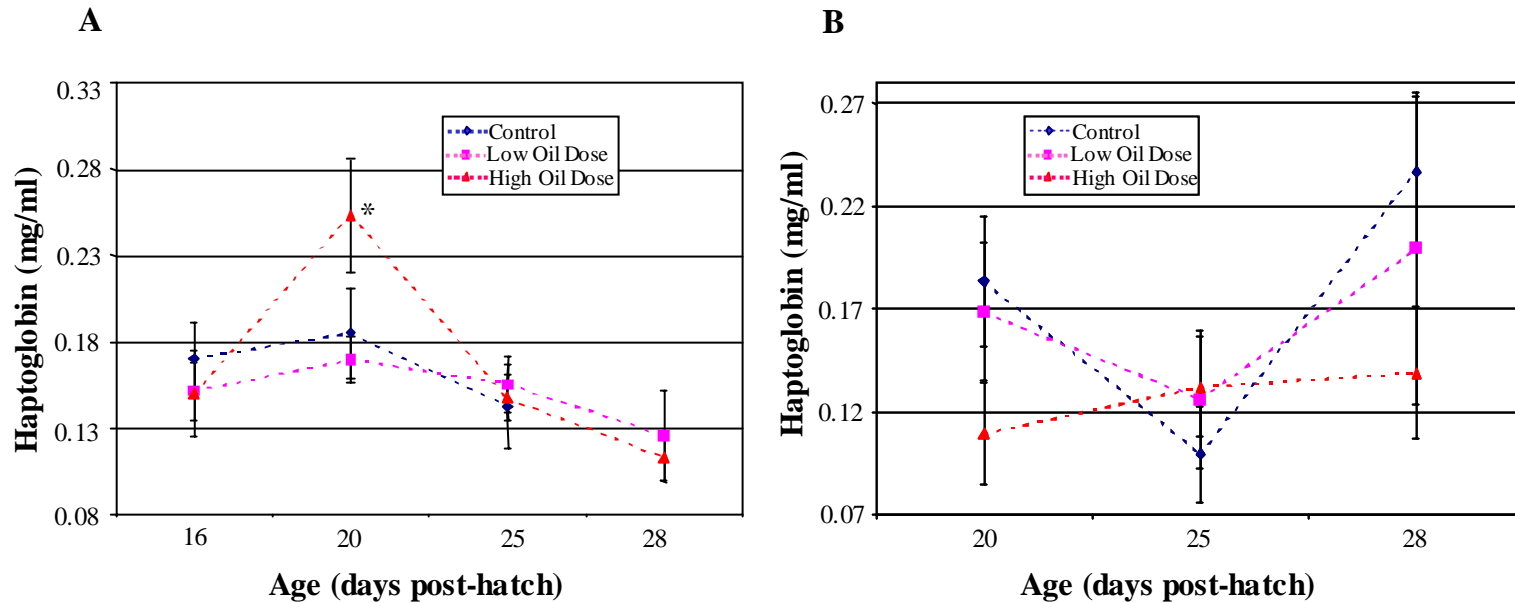 A
Haptoglobin (mg/ml)
0.33
0.28
0.23
0.18
0.13
0.08
Control
Low Oil Dose
High Oil Dose
*
16 20 25 28
Age (days post-hatch)
B
Haptoglobin (mg/ml)
0.27
0.22
0.17
0.12
0.07
Control
Low Oil Dose
High Oil Dose
20 25 28
Age (days post-hatch)